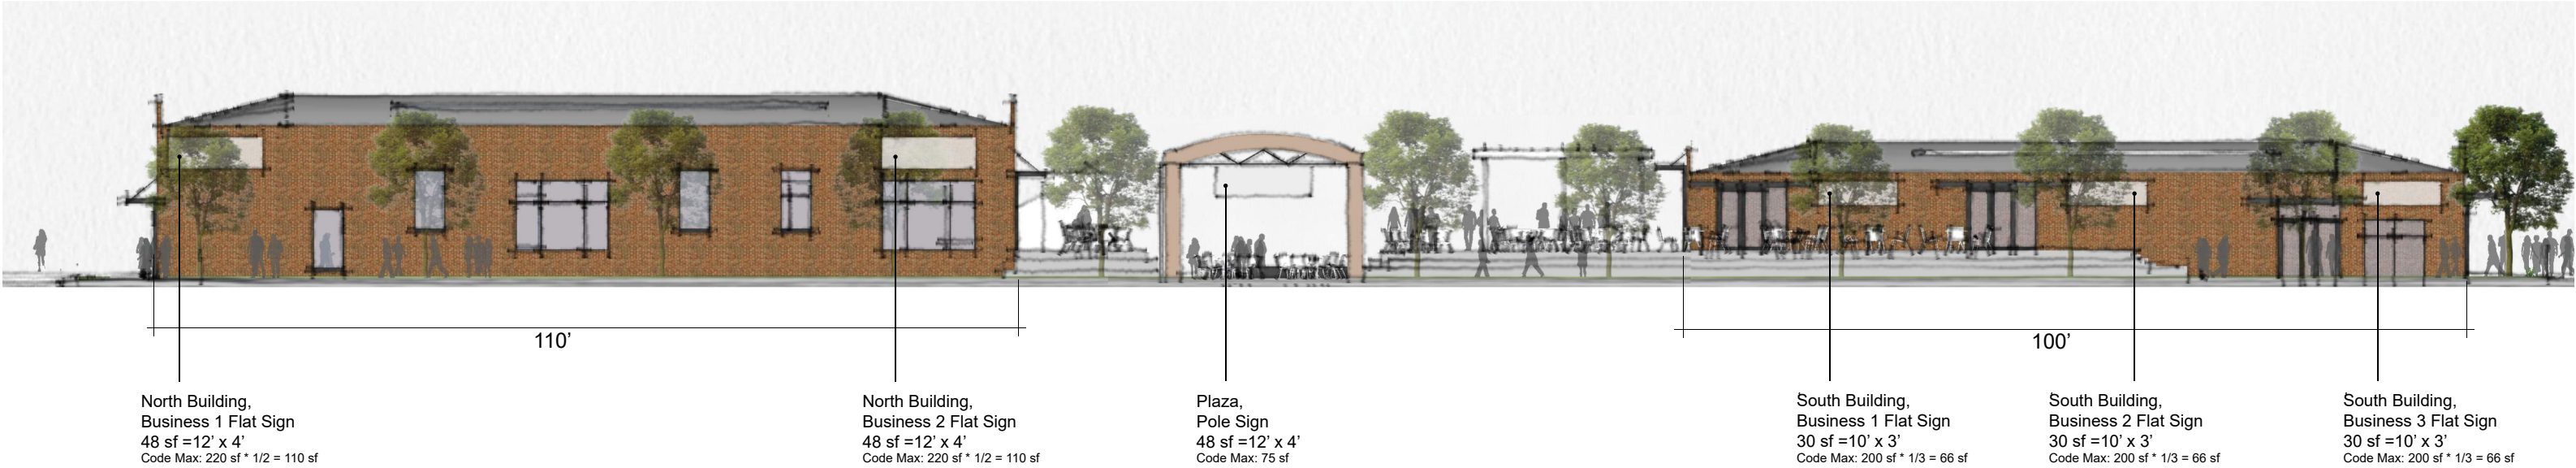 110’
100’
North Building,
Business 1 Flat Sign
48 sf =12’ x 4’
Code Max: 220 sf * 1/2 = 110 sf
North Building,
Business 2 Flat Sign
48 sf =12’ x 4’
Code Max: 220 sf * 1/2 = 110 sf
Plaza,
Pole Sign
48 sf =12’ x 4’
Code Max: 75 sf
South Building,
Business 1 Flat Sign
30 sf =10’ x 3’
Code Max: 200 sf * 1/3 = 66 sf
South Building,
Business 2 Flat Sign
30 sf =10’ x 3’
Code Max: 200 sf * 1/3 = 66 sf
South Building,
Business 3 Flat Sign
30 sf =10’ x 3’
Code Max: 200 sf * 1/3 = 66 sf